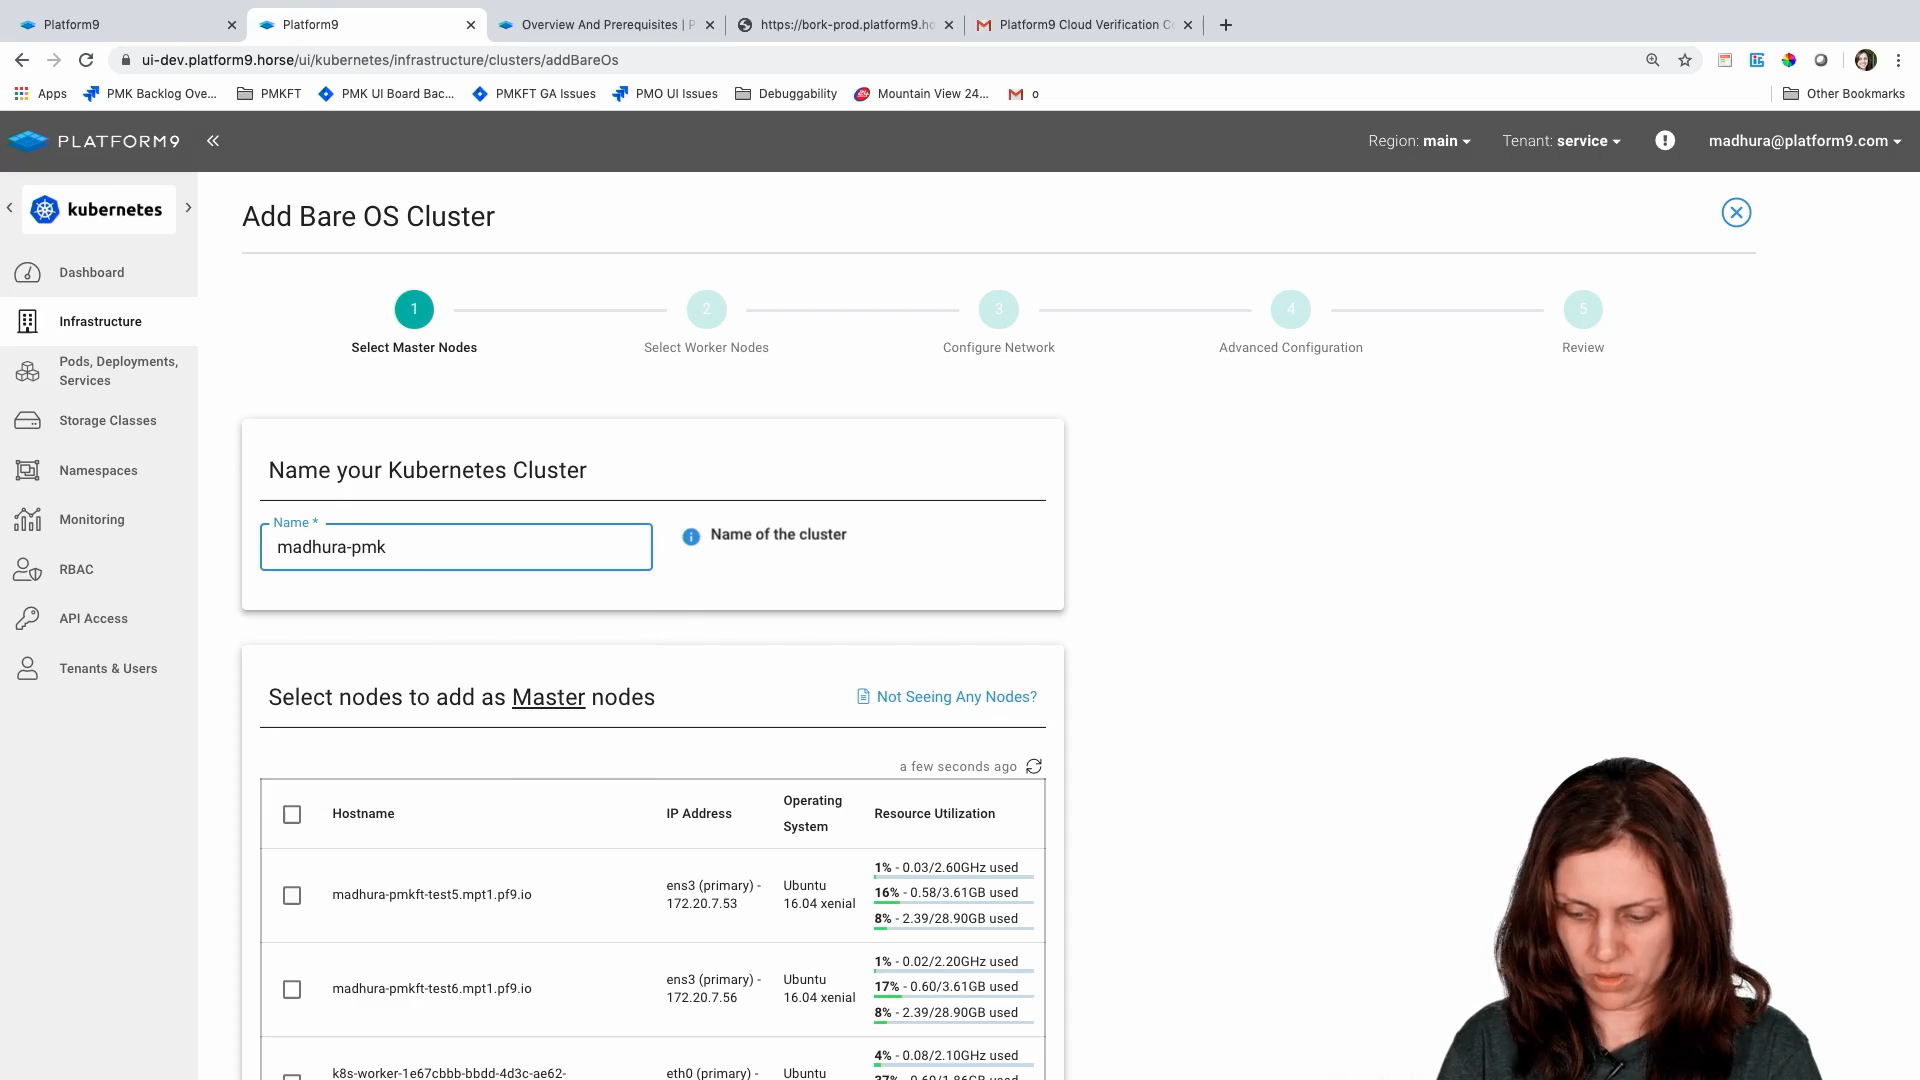 Platform9
Platform9
Overview And Prerequisites | P
https://bork-prod.platform9.ho
Platform9 Cloud Verification Co
ui-dev.platform9.horse/ui/kubernetes/infrastructure/clusters/addBareOs
Apps
PMK Backlog Ove...
PMKFT
PMK UI Board Bac...
PMKFT GA Issues
PMO UI Issues
Debuggability
Mountain View 24...
0
Other Bookmarks
PLATFORM9
Region: main
Tenant: service
madhura@platform9.com
kubernetes
Dashboard
Infrastructure
Pods, Deployments,
Services
Storage Classes
Namespaces
Monitoring
RBAC
API Access
Tenants & Users
Add Bare OS Cluster
1
2
3
4
5
Select Master Nodes
Select Worker Nodes
Configure Network
Advanced Configuration
Review
Name your Kubernetes Cluster
Name *
madhura-pmk
Name of the cluster
Select nodes to add as Master nodes
Not Seeing Any Nodes?
a few seconds ago
Hostname
IP Address
Operating
System
Resource Utilization
madhura-pmkft-test5.mpt1.pf9.io
ens3 (primary) -
172.20.7.53
Ubuntu
16.04 xenial
1% - 0.03/2.60GHz used
16% - 0.58/3.61GB used
8% - 2.39/28.90GB used
madhura-pmkft-test6.mpt1.pf9.io
ens3 (primary) -
172.20.7.56
Ubuntu
16.04 xenial
1% - 0.02/2.20GHz used
17% - 0.60/3.61GB used
8% - 2.39/28.90GB used
k8s-worker-1e67cbbb-bbdd-4d3c-ae62-
eth0 (primary) -
Ubuntu
4% - 0.08/2.10GHz used